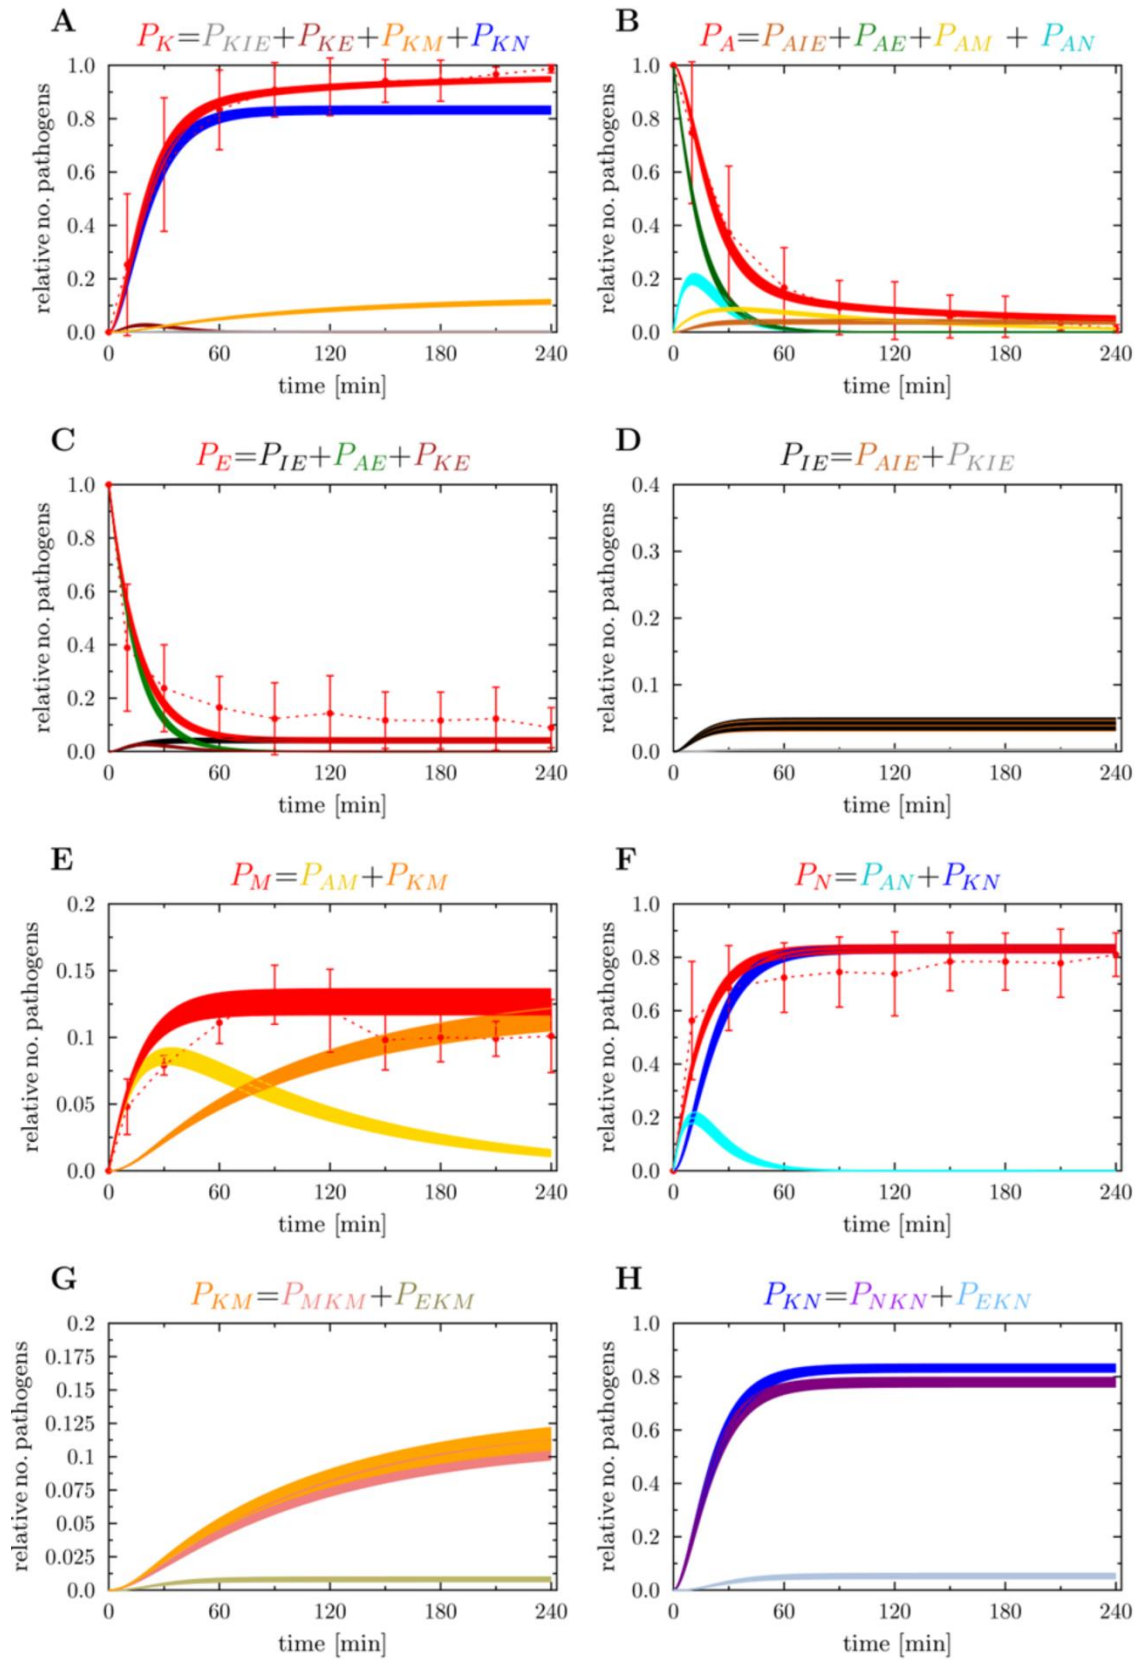 A
P_K=P_KIE+P_KE+P_KM+P_KN
relative no. pathogens
1.0
0.8
0.6
0.4
0.2
0.0
0 60 120 180 240
time [min]
B
P_A=P_AIE+P_AE+P_AM + P_AN
relative no. pathogens
1.0
0.8
0.6
0.4
0.2
0.0
0 60 120 180 240
time [min]
C
P_E=P_IE+P_AE+P_KE
relative no. pathogens
1.0
0.8
0.6
0.4
0.2
0.0
0 60 120 180 240
time [min]
D
P_IE=P_AIE+P_KIE
relative no. pathogens
0.4
0.3
0.2
0.1
0.0
0 60 120 180 240
time [min]
E
P_M=P_AM+P_KM
relative no. pathogens
0.2
0.15
0.1
0.05
0.0
0 60 120 180 240
time [min]
F
P_N=P_AN+P_KN
relative no. pathogens
1.0
0.8
0.6
0.4
0.2
0.0
0 60 120 180 240
time [min]
G
P_KM=P_MKM+P_EKM
relative no. pathogens
0.2
0.175
0.15
0.125
0.1
0.075
0.05
0.025
0.0
0 60 120 180 240
time [min]
H
P_KN=P_NKN+P_EKN
relative no. pathogens
1.0
0.8
0.6
0.4
0.2
0.0
0 60 120 180 240
time [min]